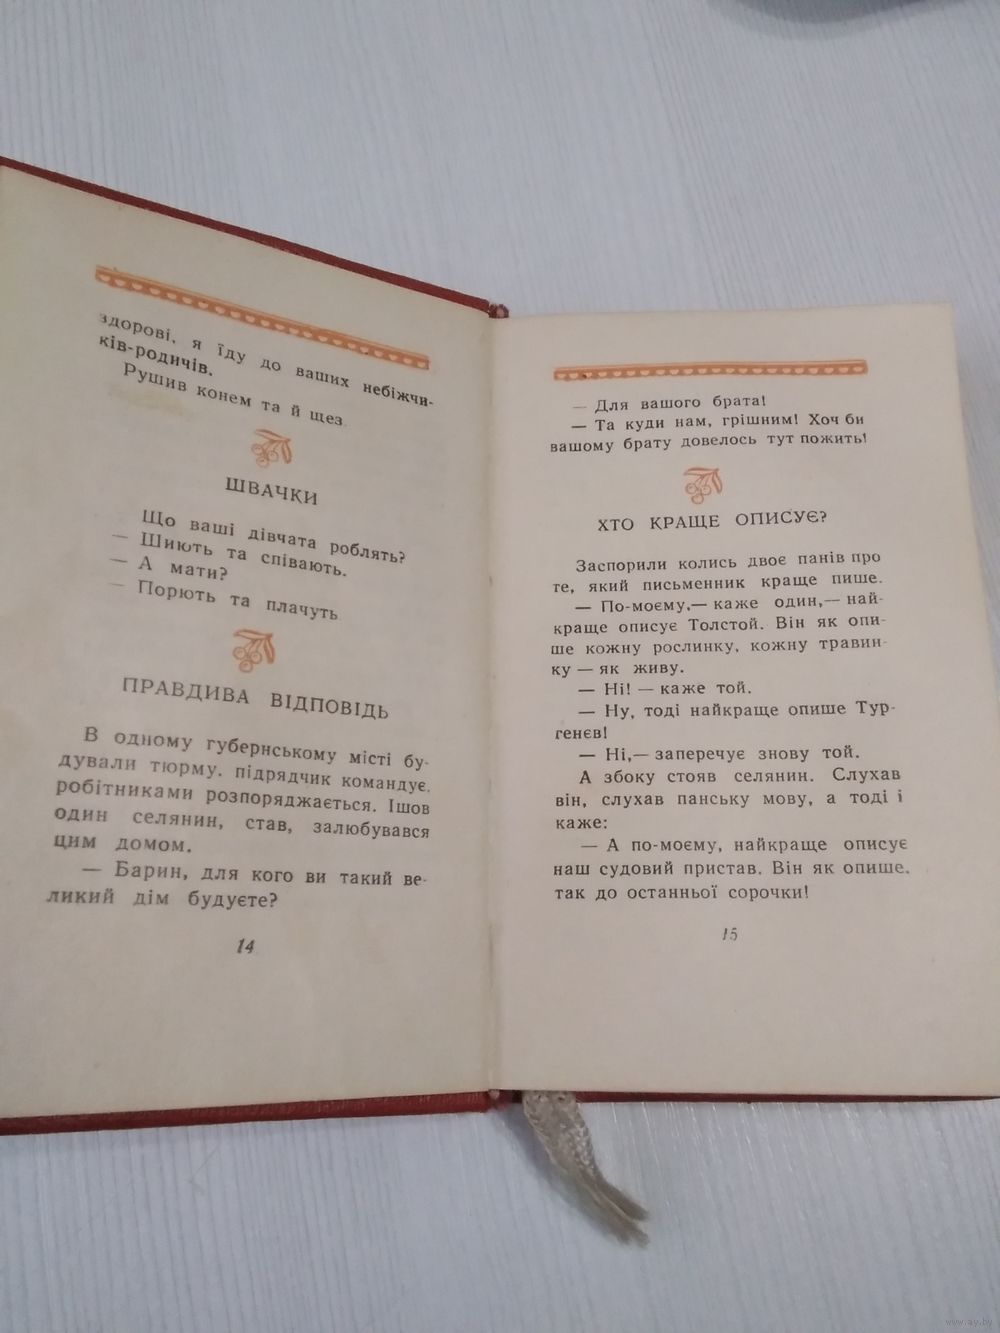 здорові, я їду до ваших небіжчи-
ків-родичів.
Рушив конем та й щез.
ШВАЧКИ
Що ваші дівчата роблять?
— Шиють та співають.
— А мати?
— Порють та плачуть
ПРАВДИВА ВІДПОВІДЬ
В одному губернському місті бу-
дували тюрму, підрядчик командує,
робітниками розпоряджається. Ішов
один селянин, став, залюбувався
цим домом.
— Барин, для кого ви такий ве-
ликий дім будуєте?
14
— Для вашого брата!
— Та куди нам, грішним! Хоч би
вашому брату довелось тут пожить!
ХТО КРАЩЕ ОПИСУЄ?
Заспорили колись двоє панів про
те, який письменник краще пише.
— По-моєму,— каже один,— най-
краще описує Толстой. Він як опи-
ше кожну рослинку, кожну травин-
ку — як живу.
— Ні! — каже той.
— Ну, тоді найкраще опише Тур-
генєв!
— Ні,— заперечує знову той.
А збоку стояв селянин. Слухав
він, слухав панську мову, а тоді і
каже:
— А по-моєму, найкраще описує
наш судовий пристав. Він як опише,
так до останньої сорочки!
15
www.ay.by